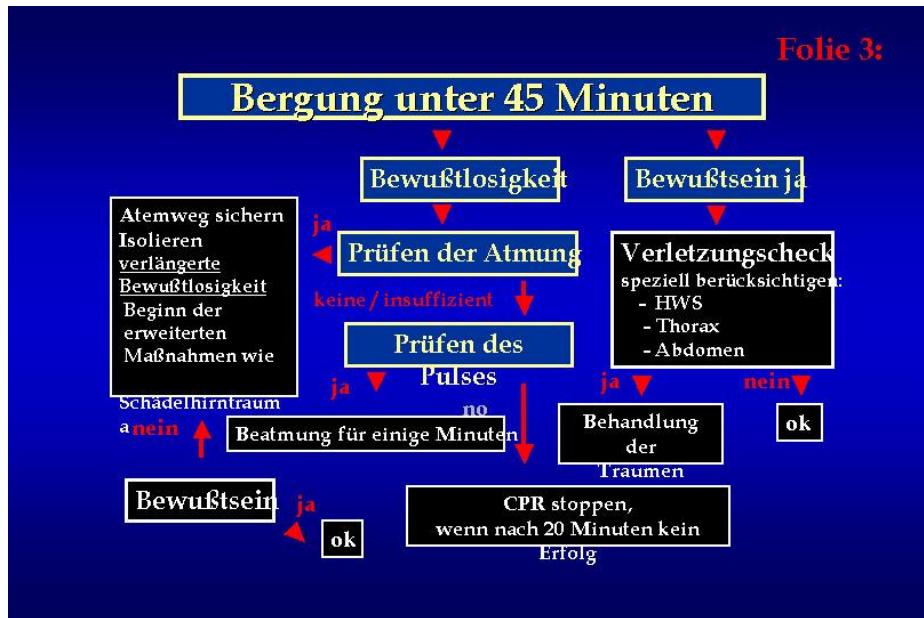 Folie 3:
Bergung unter 45 Minuten
Bewußtlosigkeit
Bewußtsein ja
Atemweg sichern
Isolieren
verlängerte
Bewußtlosigkeit
Beginn der
erweiterten
Maßnahmen wie
Schädelhirntraum
a
ja
Prüfen der Atmung
keine / insuffizient
Verletzungscheck
speziell berücksichtigen:
- HWS
- Thorax
- Abdomen
Prüfen des
Pulses
ja
no
ja
nein
nein
Beatmung für einige Minuten
Behandlung
der
Traumen
ok
Bewußtsein
ja
ok
CPR stoppen,
wenn nach 20 Minuten kein
Erfolg